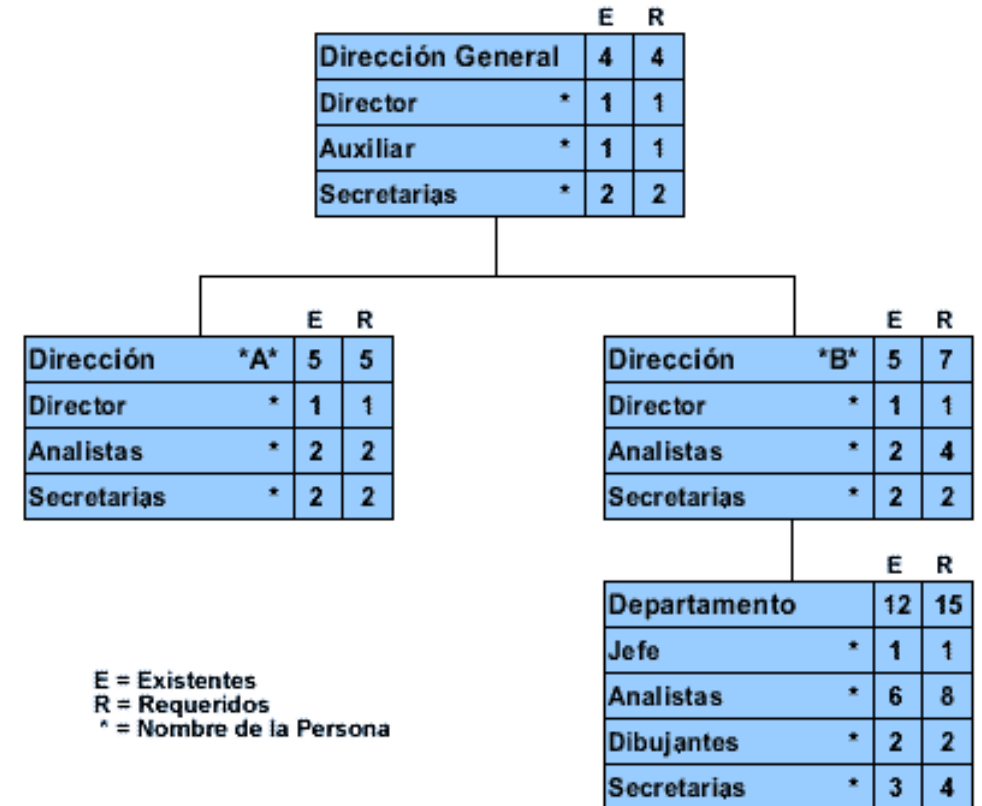 E R
Dirección General 4 4
Director * 1 1
Auxiliar * 1 1
Secretarias * 2 2
E R
Dirección *A* 5 5
Director * 1 1
Analistas * 2 2
Secretarias * 2 2
E R
Dirección *B* 5 7
Director * 1 1
Analistas * 2 4
Secretarias * 2 2
E R
Departamento 12 15
Jefe * 1 1
Analistas * 6 8
Dibujantes * 2 2
Secretarias * 3 4
E = Existentes
R = Requeridos
* = Nombre de la Persona